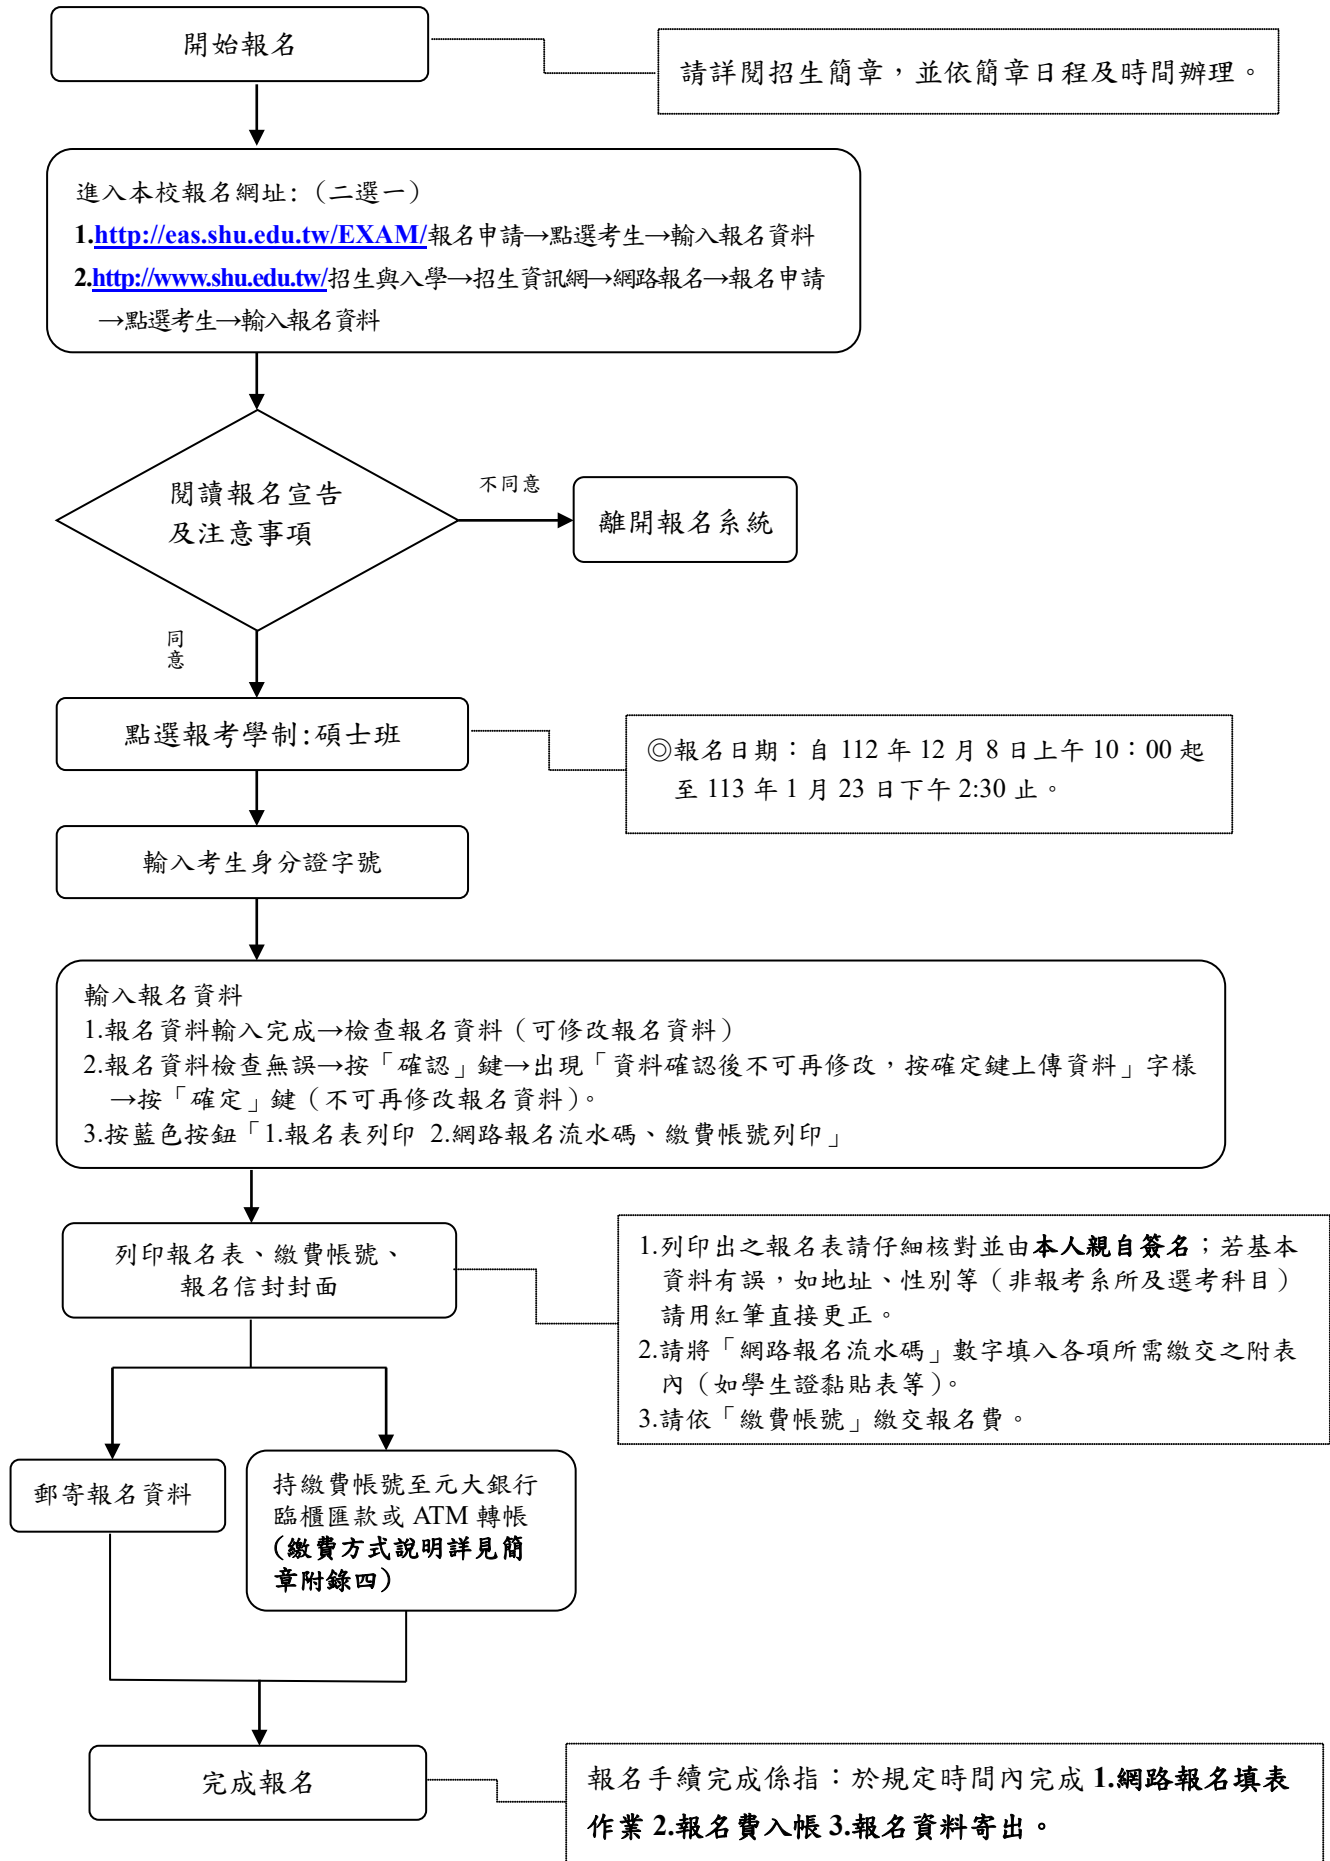 開始報名
請詳閱招生簡章，並依簡章日程及時間辦理。
進入本校報名網址:（二選一）
1.http://eas.shu.edu.tw/EXAM/報名申請→點選考生→輸入報名資料
2.http://www.shu.edu.tw/招生與入學→招生資訊網→網路報名→報名申請
→點選考生→輸入報名資料
閱讀報名宣告
及注意事項
不同意
離開報名系統
同
意
點選報考學制:碩士班
◎報名日期：自 112 年 12 月 8 日上午 10：00 起
至 113 年 1 月 23 日下午 2:30 止。
輸入考生身分證字號
輸入報名資料
1.報名資料輸入完成→檢查報名資料（可修改報名資料）
2.報名資料檢查無誤→按「確認」鍵→出現「資料確認後不可再修改，按確定鍵上傳資料」字樣
→按「確定」鍵（不可再修改報名資料）。
3.按藍色按鈕「1.報名表列印 2.網路報名流水碼、繳費帳號列印」
列印報名表、繳費帳號、
報名信封封面
1.列印出之報名表請仔細核對並由本人親自簽名；若基本
資料有誤，如地址、性別等（非報考系所及選考科目）
請用紅筆直接更正。
2.請將「網路報名流水碼」數字填入各項所需繳交之附表
內（如學生證黏貼表等）。
3.請依「繳費帳號」繳交報名費。
郵寄報名資料
持繳費帳號至元大銀行
臨櫃匯款或 ATM 轉帳
（繳費方式說明詳見簡
章附錄四）
完成報名
報名手續完成係指：於規定時間內完成 1.網路報名填表
作業 2.報名費入帳 3.報名資料寄出。